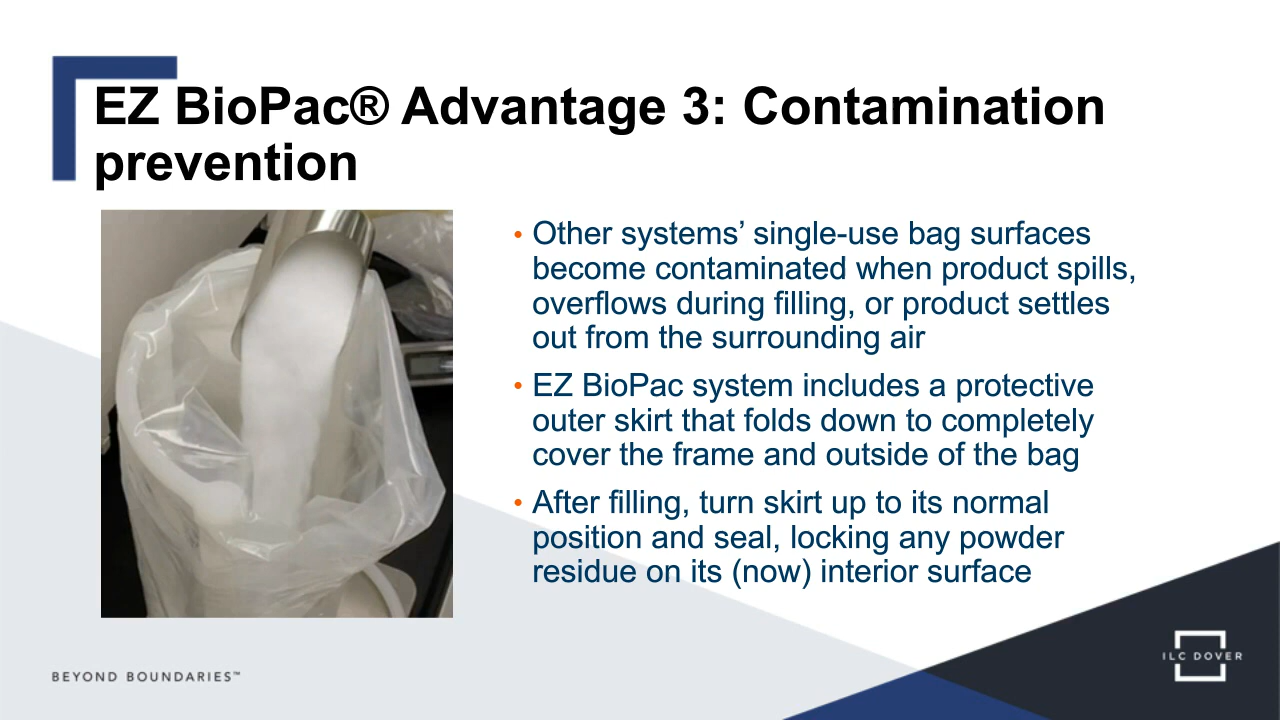 EZ BioPac® Advantage 3: Contamination
prevention
• Other systems’ single-use bag surfaces
become contaminated when product spills,
overflows during filling, or product settles
out from the surrounding air
• EZ BioPac system includes a protective
outer skirt that folds down to completely
cover the frame and outside of the bag
• After filling, turn skirt up to its normal
position and seal, locking any powder
residue on its (now) interior surface
BEYOND BOUNDARIES™
ILC DOVER